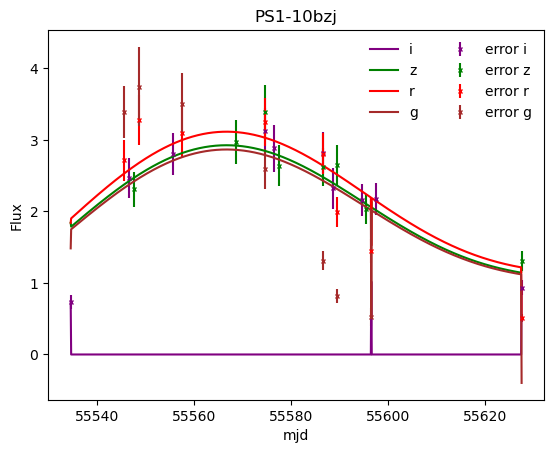 PS1-10bzj
i
z
r
g
error i
error z
error r
error g
Flux
4
3
2
1
0
55540
55560
55580
55600
55620
mjd